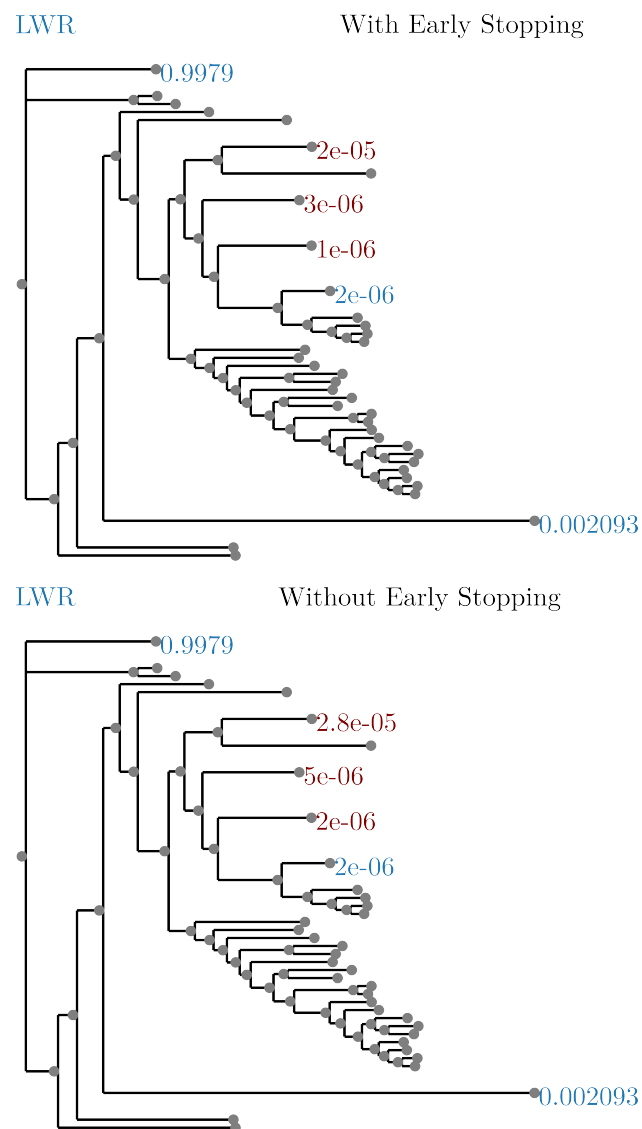 LWR With Early Stopping
0.9979
2e-05
3e-06
1e-06
2e-06
0.002093
LWR Without Early Stopping
0.9979
2.8e-05
5e-06
2e-06
2e-06
0.002093